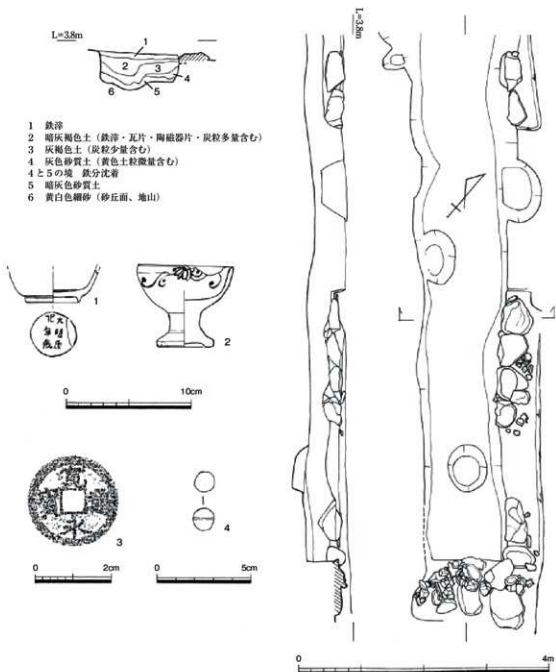 L=3.8m
1
2
3
4
5
6
1 鉄滓
2 暗灰褐色土(鉄滓・瓦片・陶磁器片・炭粒多量含む)
3 灰褐色土(炭粒少量含む)
4 灰色砂質土(黄色土粒微量含む)
4と5の境 鉄分沈着
5 暗灰色砂質土
6 黄白色細砂(砂丘面、地山)
1
2
0 10cm
寛永
3
4
0 2cm
0 5cm
L=3.8m
0 4m